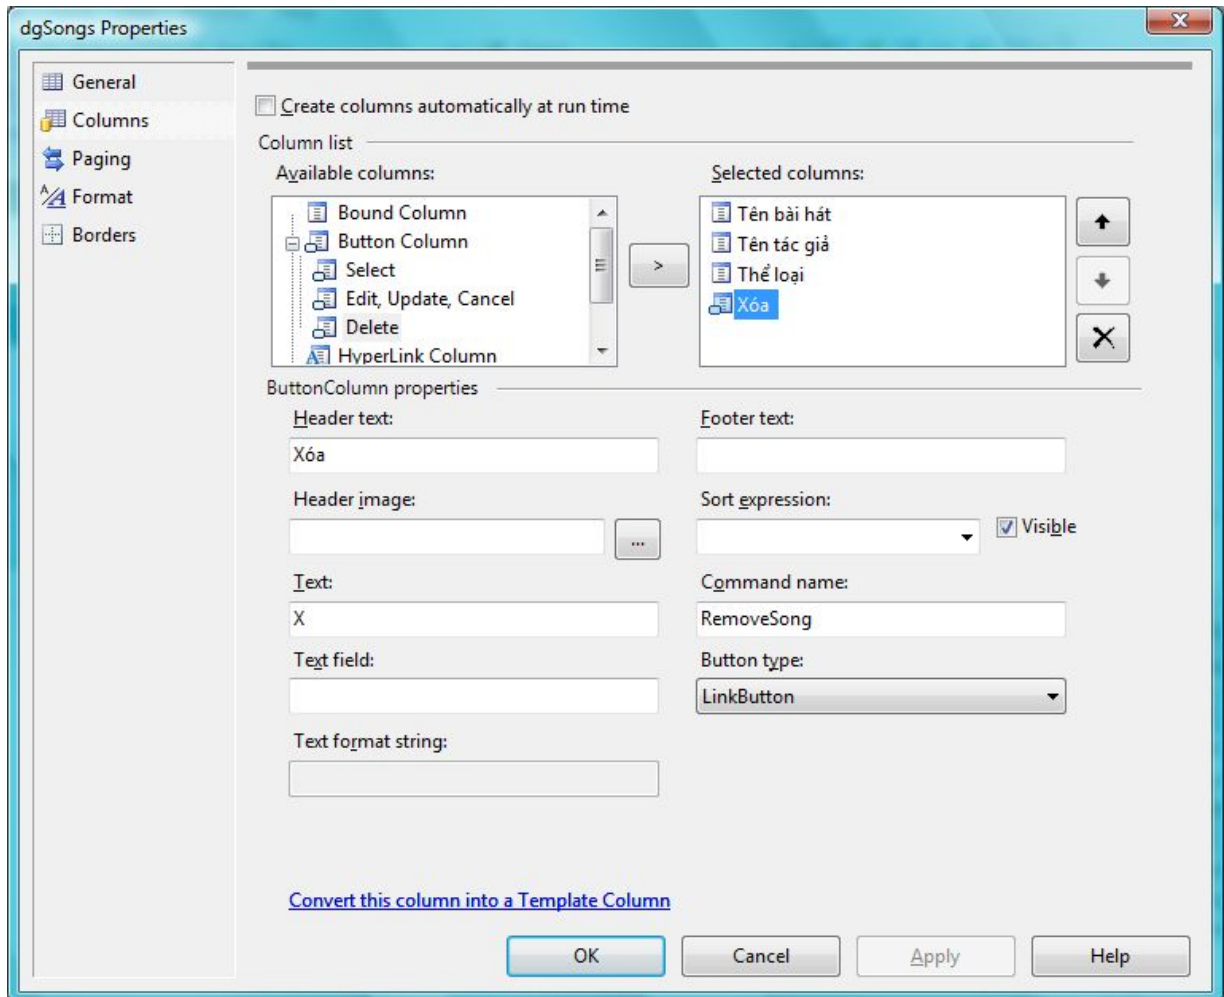 dgSongs Properties
General
Columns
Paging
Format
Borders
Create columns automatically at run time
Column list
Available columns:
Bound Column
Button Column
Select
Edit, Update, Cancel
Delete
HyperLink Column
>
Selected columns:
Tên bài hát
Tên tác giả
Thể loại
Xóa
ButtonColumn properties
Header text:
Xóa
Footer text:
Header image:
...
Sort expression:
Visible
Text:
X
Command name:
RemoveSong
Text field:
Button type:
LinkButton
Text format string:
Convert this column into a Template Column
OK
Cancel
Apply
Help